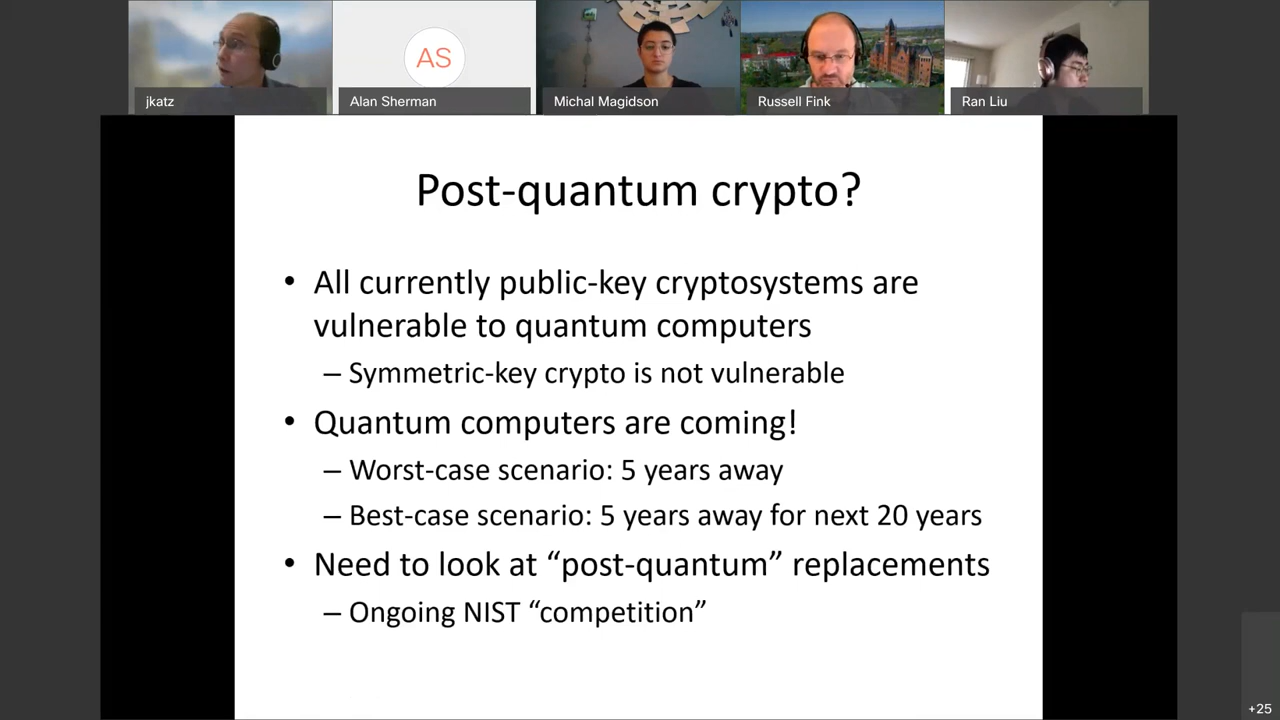 jkatz
AS
Alan Sherman
Michal Magidson
Russell Fink
Ran Liu
Post-quantum crypto?
• All currently public-key cryptosystems are
vulnerable to quantum computers
– Symmetric-key crypto is not vulnerable
• Quantum computers are coming!
– Worst-case scenario: 5 years away
– Best-case scenario: 5 years away for next 20 years
• Need to look at “post-quantum” replacements
– Ongoing NIST “competition”
+25